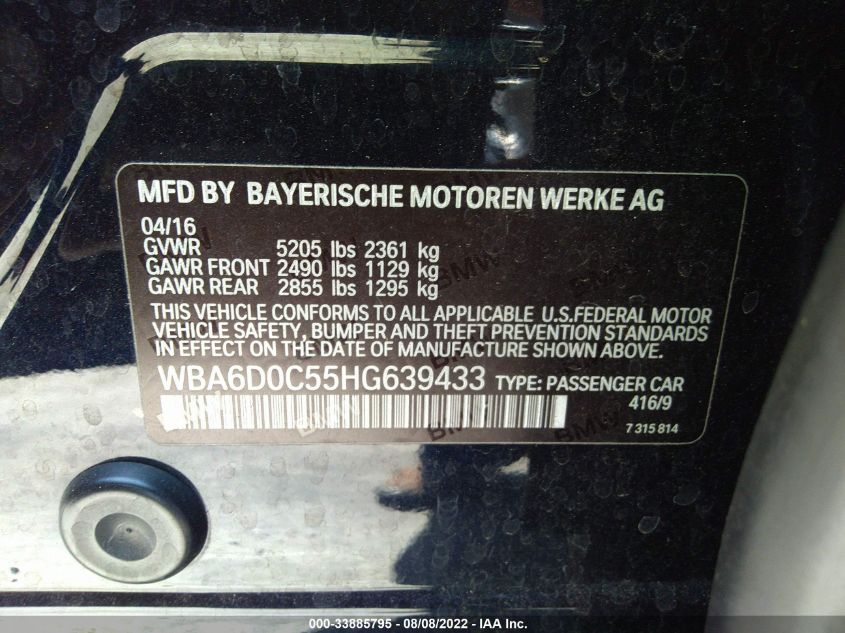 MFD BY BAYERISCHE MOTOREN WERKE AG
04/16
GVWR 5205 lbs 2361 kg
GAWR FRONT 2490 lbs 1129 kg
GAWR REAR 2855 lbs 1295 kg
THIS VEHICLE CONFORMS TO ALL APPLICABLE U.S.FEDERAL MOTOR
VEHICLE SAFETY, BUMPER AND THEFT PREVENTION STANDARDS
IN EFFECT ON THE DATE OF MANUFACTURE SHOWN ABOVE.
WBA6D0C55HG639433 TYPE: PASSENGER CAR
416/9
7 315 814
000-33885795 - 08/08/2022 - IAA Inc.